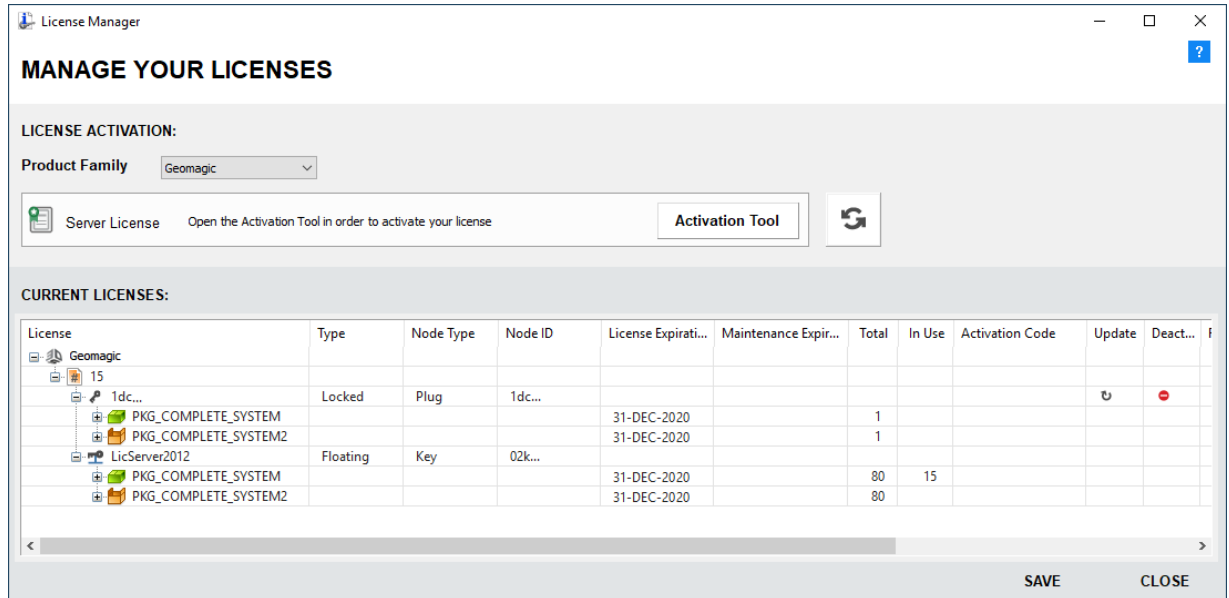 License Manager
?
MANAGE YOUR LICENSES
LICENSE ACTIVATION:
Product Family Geomagic
Server License Open the Activation Tool in order to activate your license Activation Tool
CURRENT LICENSES:
License Type Node Type Node ID License Expirati... Maintenance Expir... Total In Use Activation Code Update Deact...
Geomagic
# 15
1dc... Locked Plug 1dc...
PKG_COMPLETE_SYSTEM 31-DEC-2020 1
PKG_COMPLETE_SYSTEM2 31-DEC-2020 1
LicServer2012 Floating Key 02k...
PKG_COMPLETE_SYSTEM 31-DEC-2020 80 15
PKG_COMPLETE_SYSTEM2 31-DEC-2020 80
SAVE CLOSE